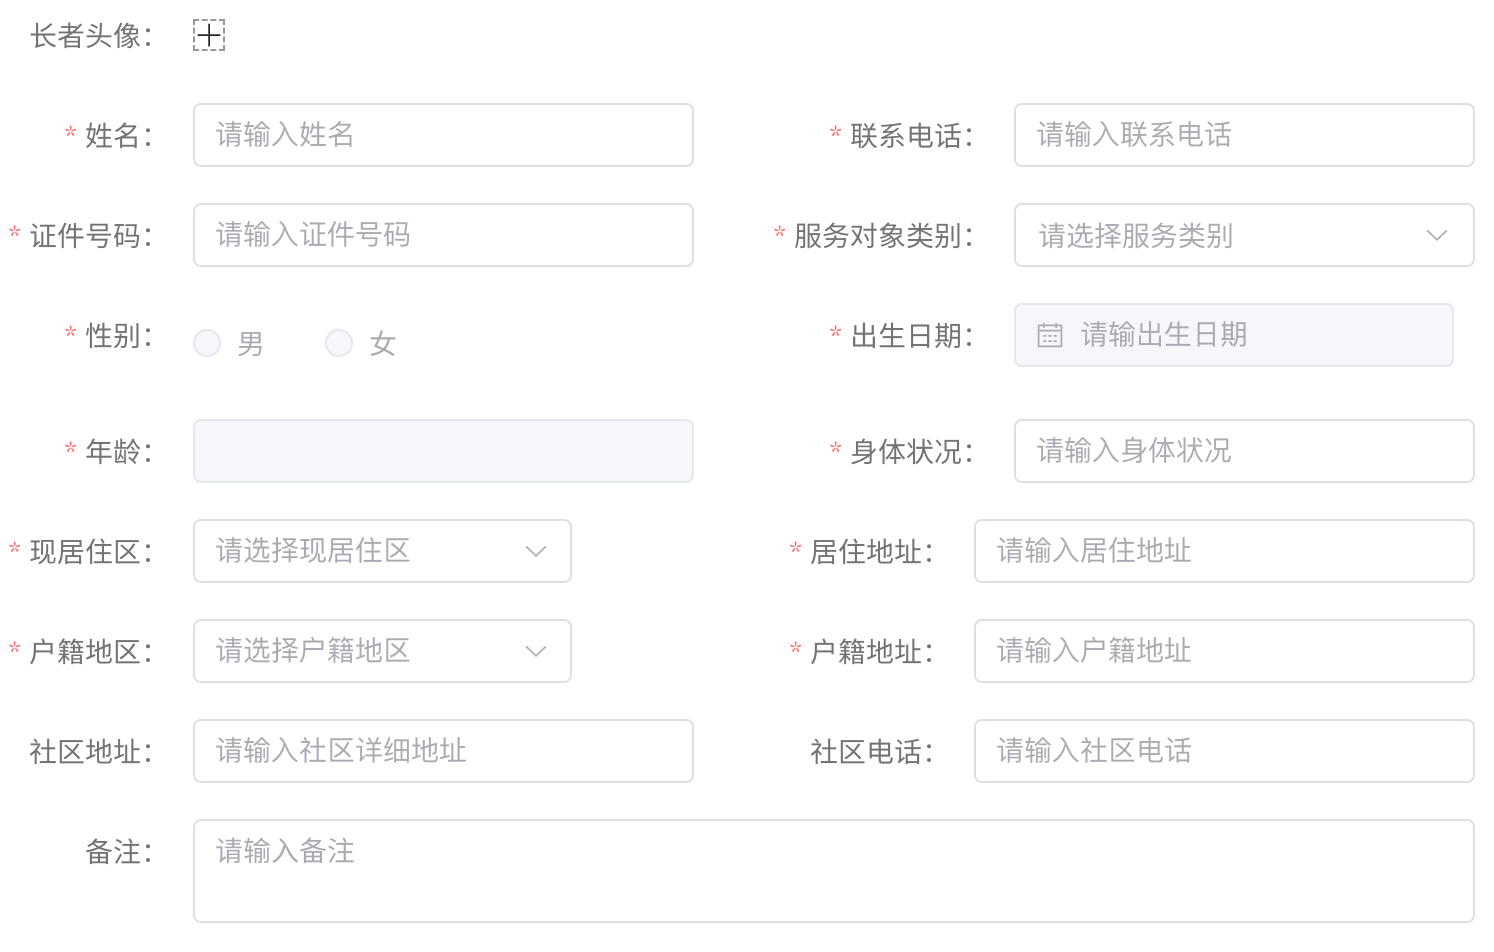 长者头像：
* 姓名： 请输入姓名 * 联系电话： 请输入联系电话
* 证件号码： 请输入证件号码 * 服务对象类别： 请选择服务类别
* 性别： 男 女 * 出生日期： 请输出生日期
* 年龄： * 身体状况： 请输入身体状况
* 现居住区： 请选择现居住区 * 居住地址： 请输入居住地址
* 户籍地区： 请选择户籍地区 * 户籍地址： 请输入户籍地址
社区地址： 请输入社区详细地址 社区电话： 请输入社区电话
备注： 请输入备注